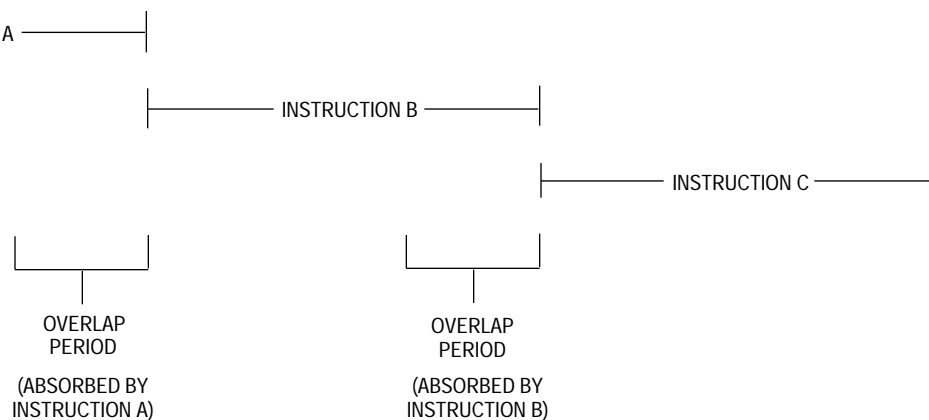 A
INSTRUCTION B
INSTRUCTION C
OVERLAP
PERIOD
(ABSORBED BY
INSTRUCTION A)
OVERLAP
PERIOD
(ABSORBED BY
INSTRUCTION B)